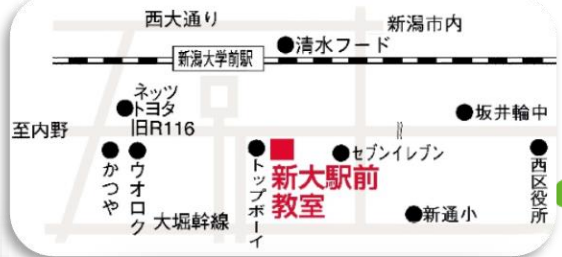 西大通り
新潟市内
新潟大学前駅
清水フード
ネッツ
トヨタ
旧R116
坂井輪中
至内野
かつや
ウオロク
トップボーイ
新大駅前
教室
セブンイレブン
西区役所
大堀幹線
新通小